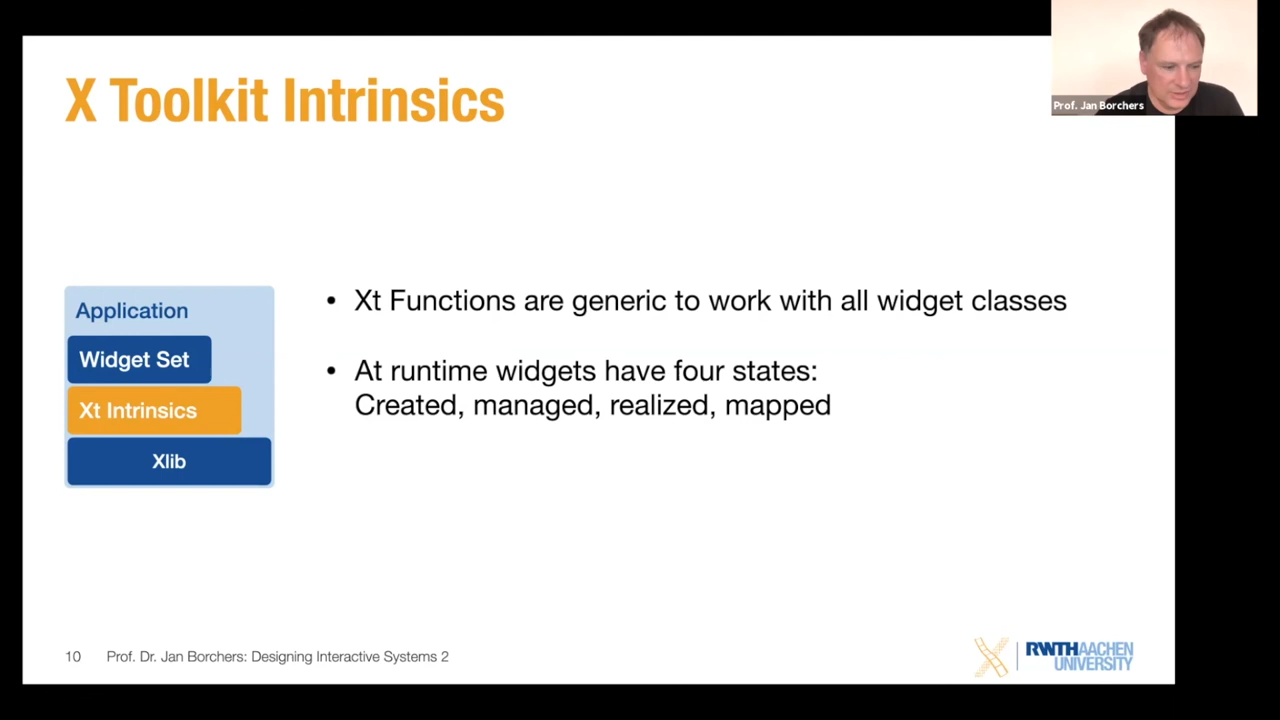 X Toolkit Intrinsics
Prof. Jan Borchers
Application
Widget Set
Xt Intrinsics
Xlib
• Xt Functions are generic to work with all widget classes
• At runtime widgets have four states:
Created, managed, realized, mapped
10 Prof. Dr. Jan Borchers: Designing Interactive Systems 2
RWTHAACHEN
UNIVERSITY